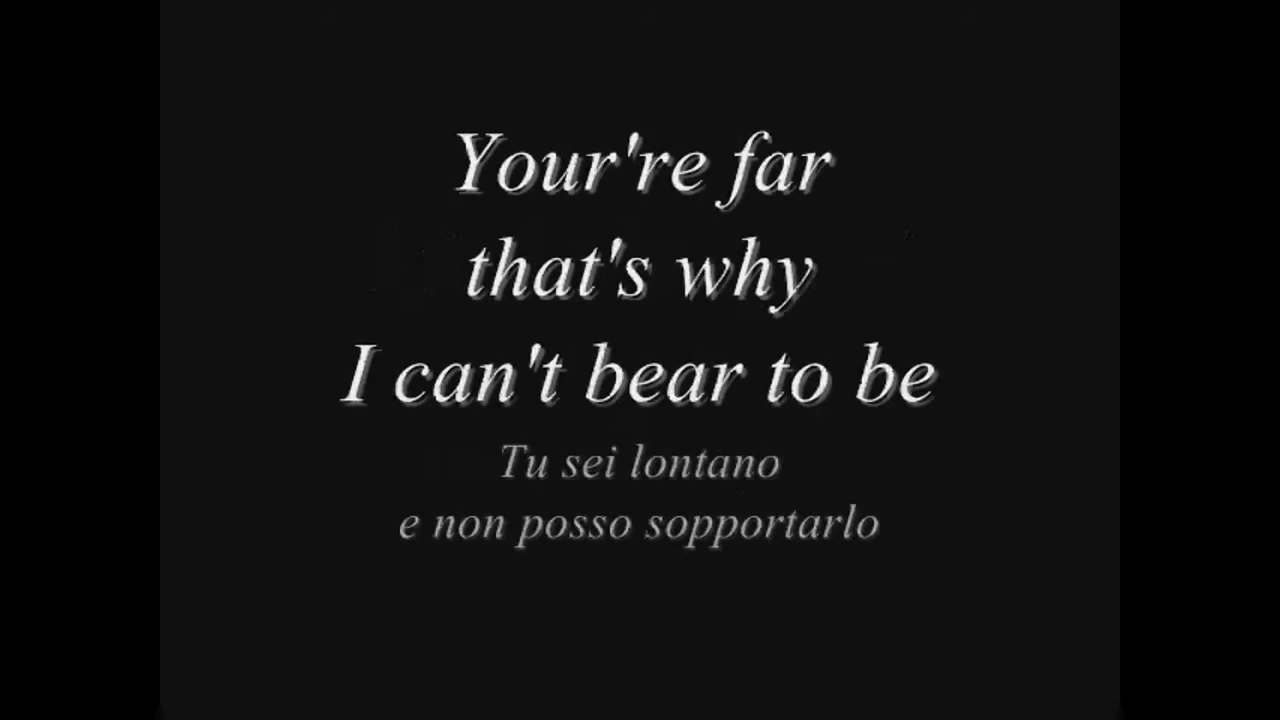 Your're far
that's why
I can't bear to be
Tu sei lontano
e non posso sopportarlo